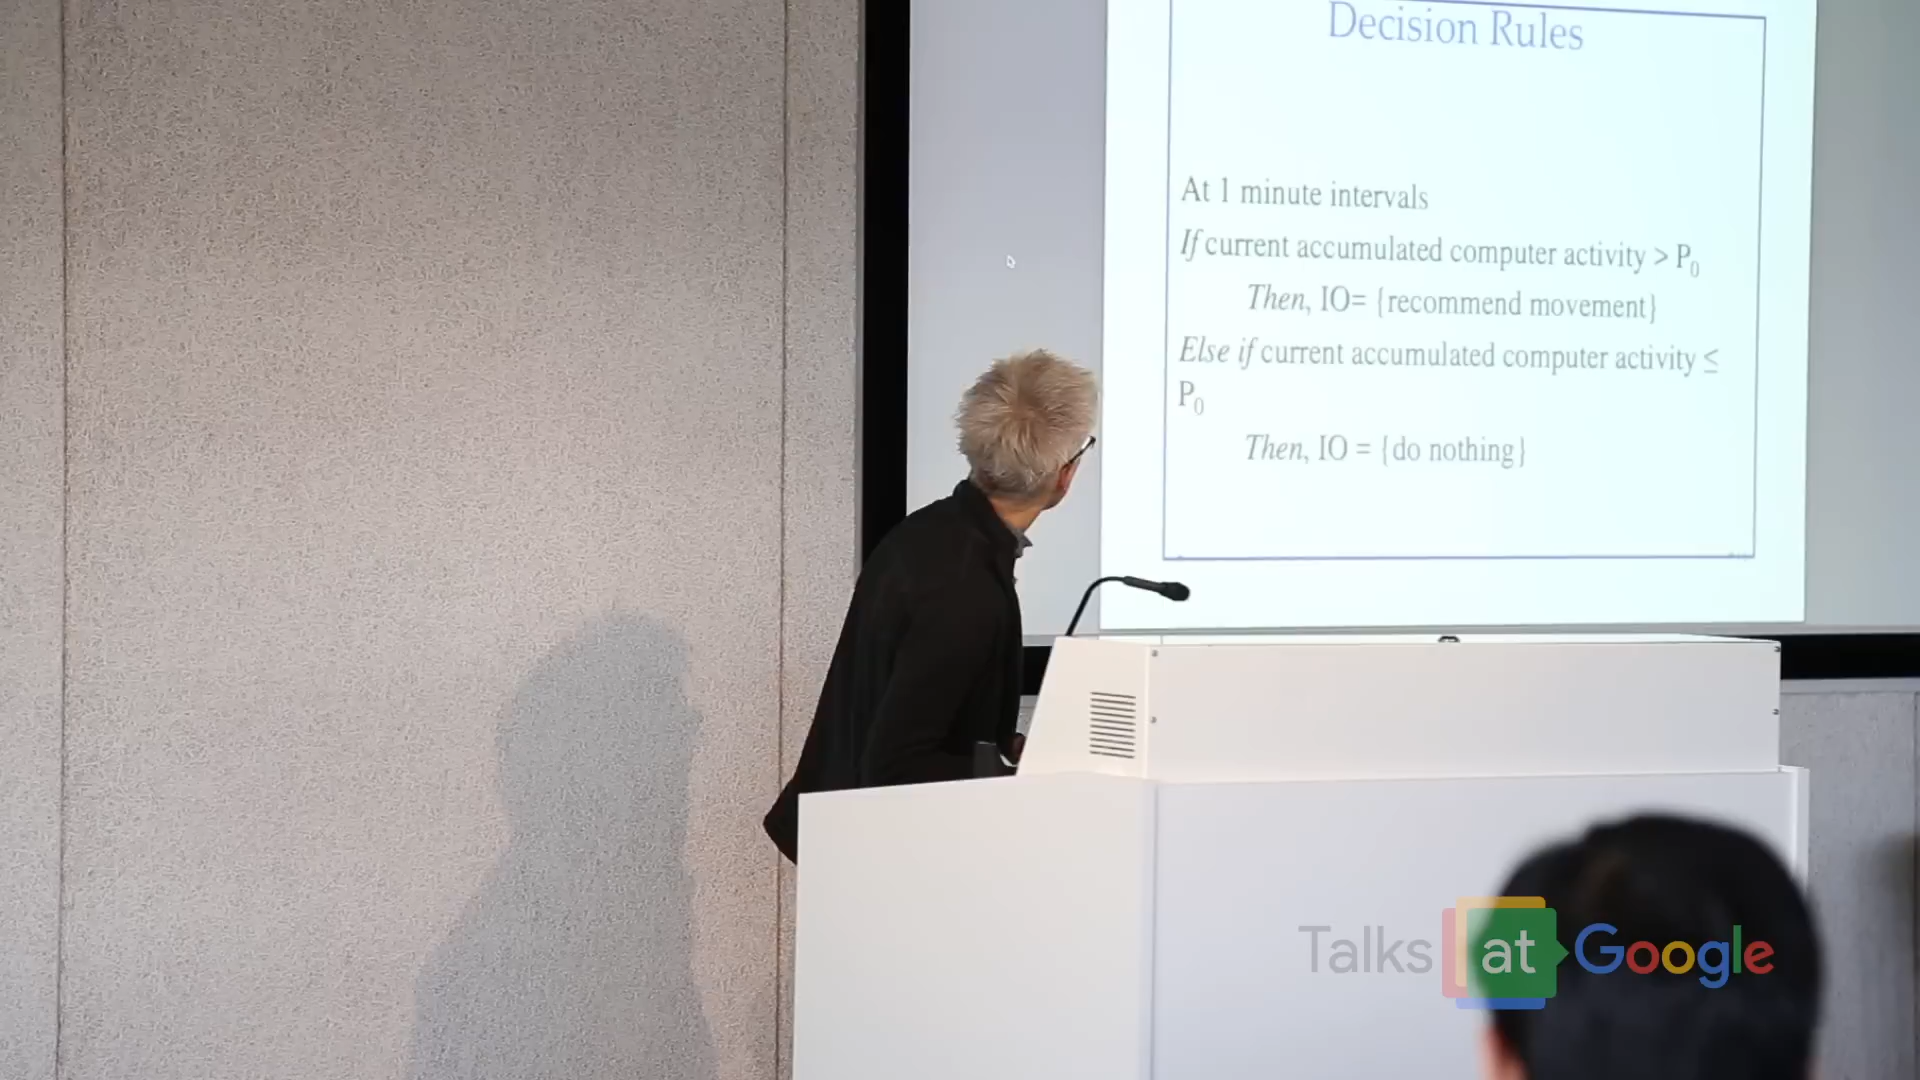 Decision Rules
At 1 minute intervals
If current accumulated computer activity > P0
Then, IO= {recommend movement}
Else if current accumulated computer activity ≤
P0
Then, IO = {do nothing}
Talks at Google